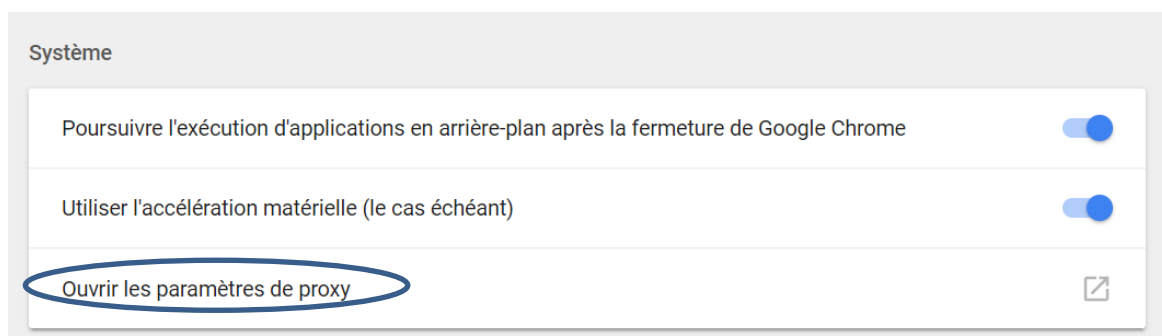 Système
Poursuivre l'exécution d'applications en arrière-plan après la fermeture de Google Chrome
Utiliser l'accélération matérielle (le cas échéant)
Ouvrir les paramètres de proxy